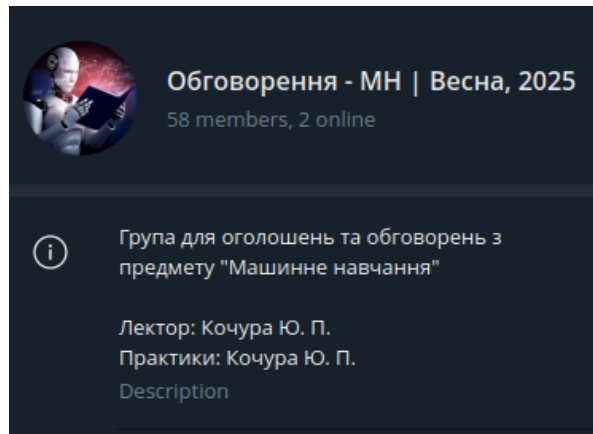 Обговорення - МН | Весна, 2025
58 members, 2 online
Група для оголошень та обговорень з
предмету "Машинне навчання"
Лектор: Кочура Ю. П.
Практики: Кочура Ю. П.
Description